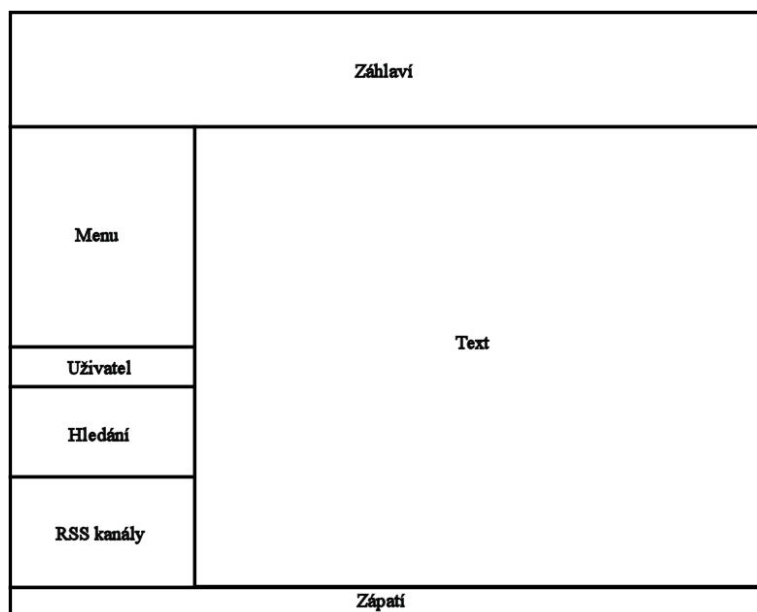 Záhlaví
Menu
Uživatel
Hledání
RSS kanály
Text
Zápatí